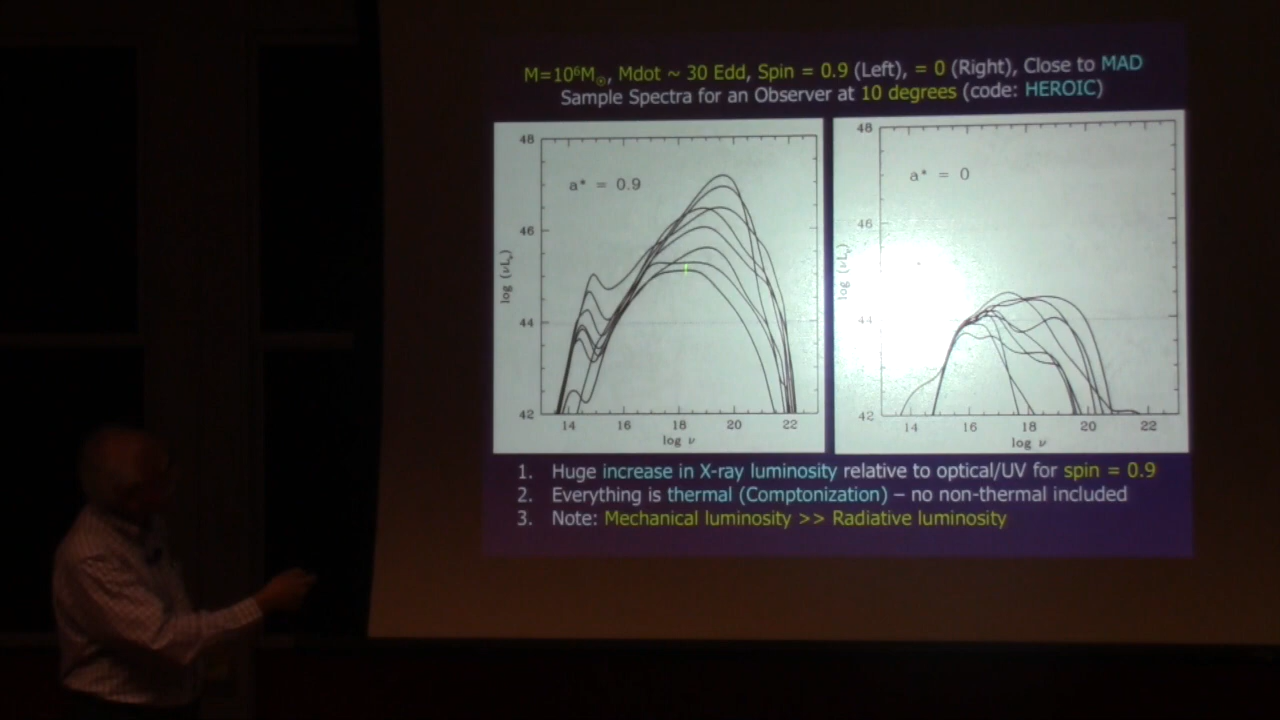 M=10⁶M☉, Mdot ~ 30 Edd, Spin = 0.9 (Left), = 0 (Right), Close to MAD
Sample Spectra for an Observer at 10 degrees (code: HEROIC)
48
a* = 0.9
46
log (νLν)
44
42
14 16 18 20 22
log ν
48
a* = 0
46
log (νLν)
44
42
14 16 18 20 22
log ν
1. Huge increase in X-ray luminosity relative to optical/UV for spin = 0.9
2. Everything is thermal (Comptonization) – no non-thermal included
3. Note: Mechanical luminosity >> Radiative luminosity